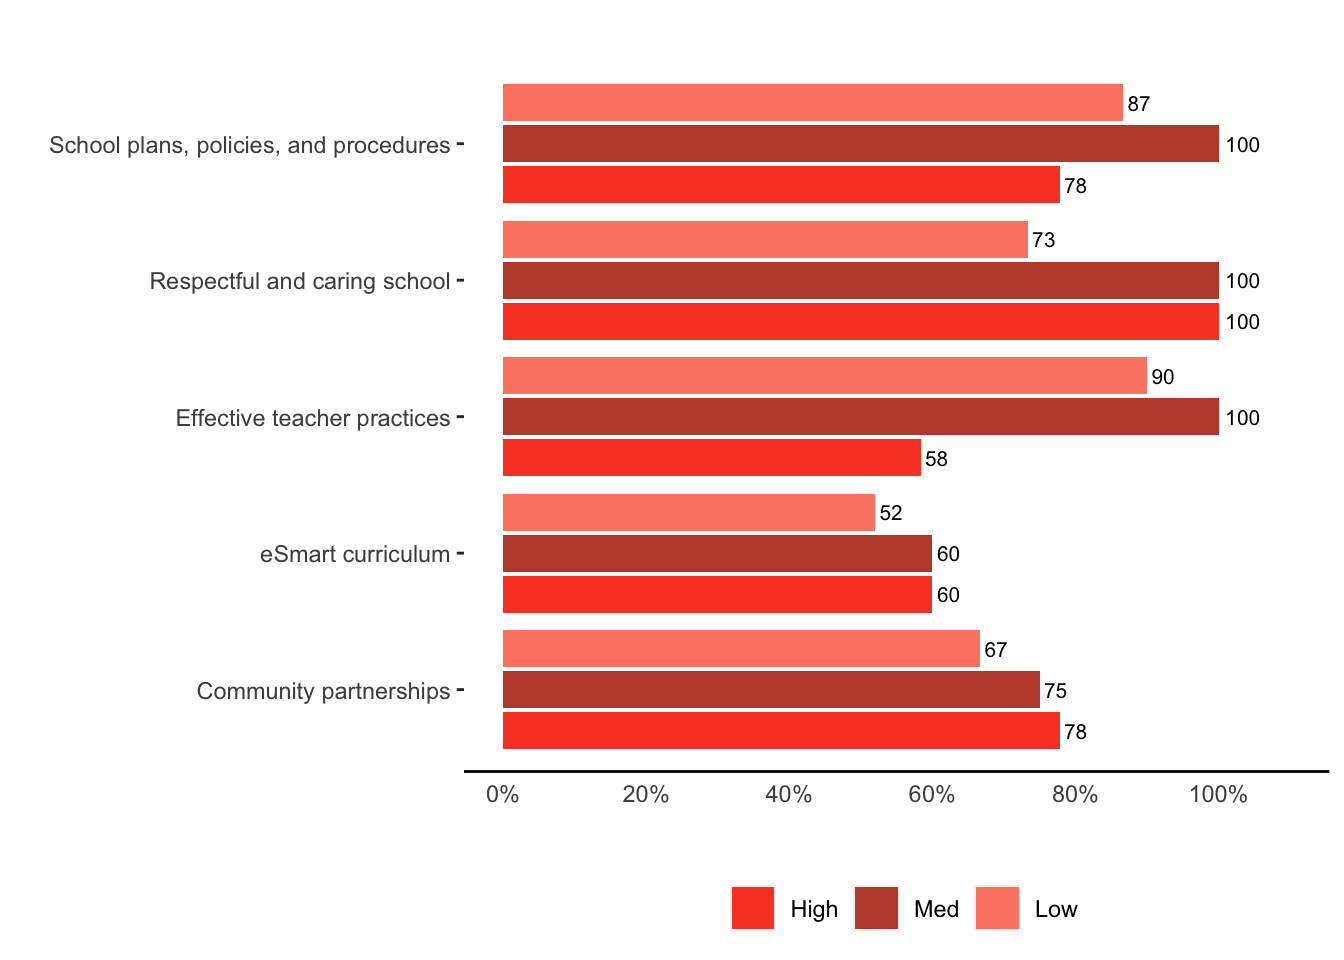 87
School plans, policies, and procedures
100
78
73
Respectful and caring school
100
100
90
Effective teacher practices
100
58
52
eSmart curriculum
60
60
67
Community partnerships
75
78
0% 20% 40% 60% 80% 100%
High Med Low